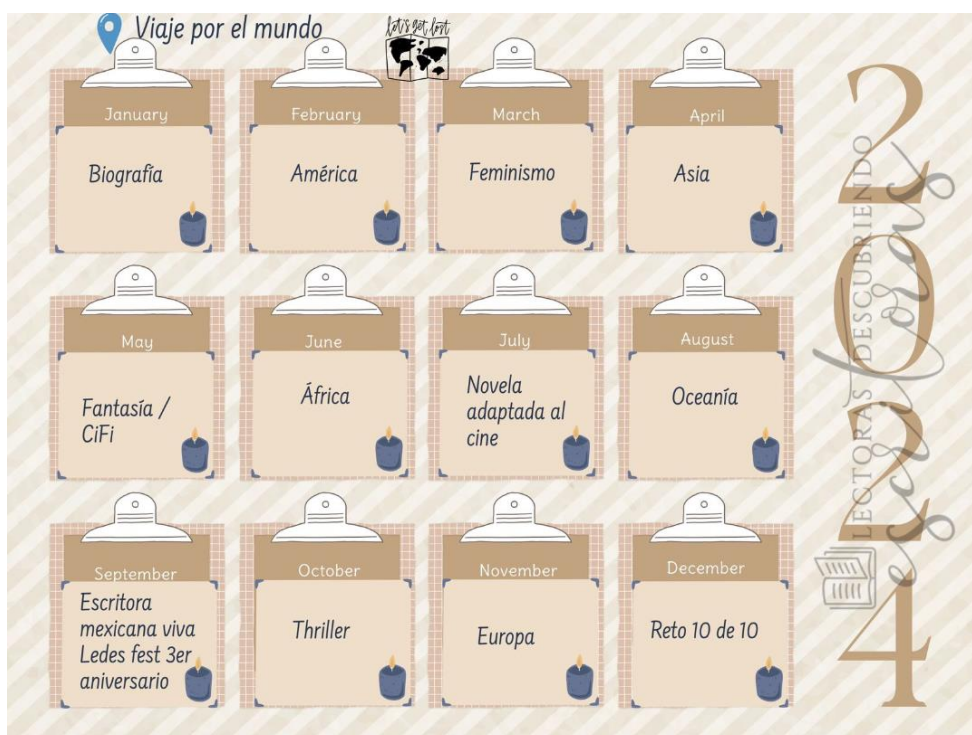 Viaje por el mundo
let's get lost
January
February
March
April
Biografía
América
Feminismo
Asia
May
June
July
August
Fantasía /
CiFi
África
Novela
adaptada al
cine
Oceanía
September
October
November
December
Escritora
mexicana viva
Ledes fest 3er
aniversario
Thriller
Europa
Reto 10 de 10
2024
LECTORAS DESCUBRIENDO
escritoras